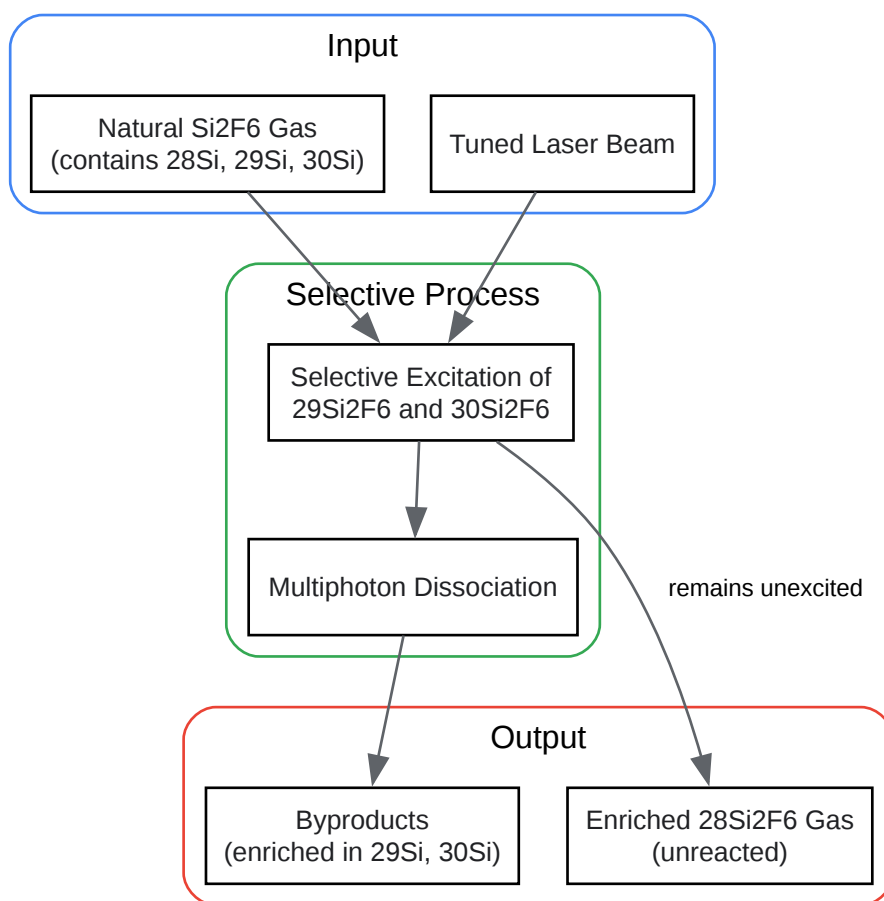 Input
Natural Si2F6 Gas
(contains 28Si, 29Si, 30Si)
Tuned Laser Beam
Selective Process
Selective Excitation of
29Si2F6 and 30Si2F6
Multiphoton Dissociation
remains unexcited
Output
Byproducts
(enriched in 29Si, 30Si)
Enriched 28Si2F6 Gas
(unreacted)